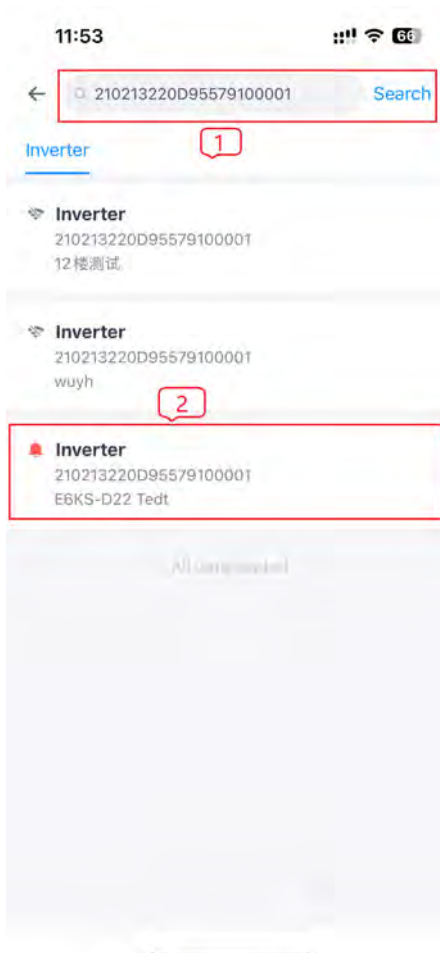 11:53
66
210213220D95579100001 Search
1
Inverter
Inverter
210213220D95579100001
12楼测试
Inverter
210213220D95579100001
wuyh
2
Inverter
210213220D95579100001
E6KS-D22 Tedt
All